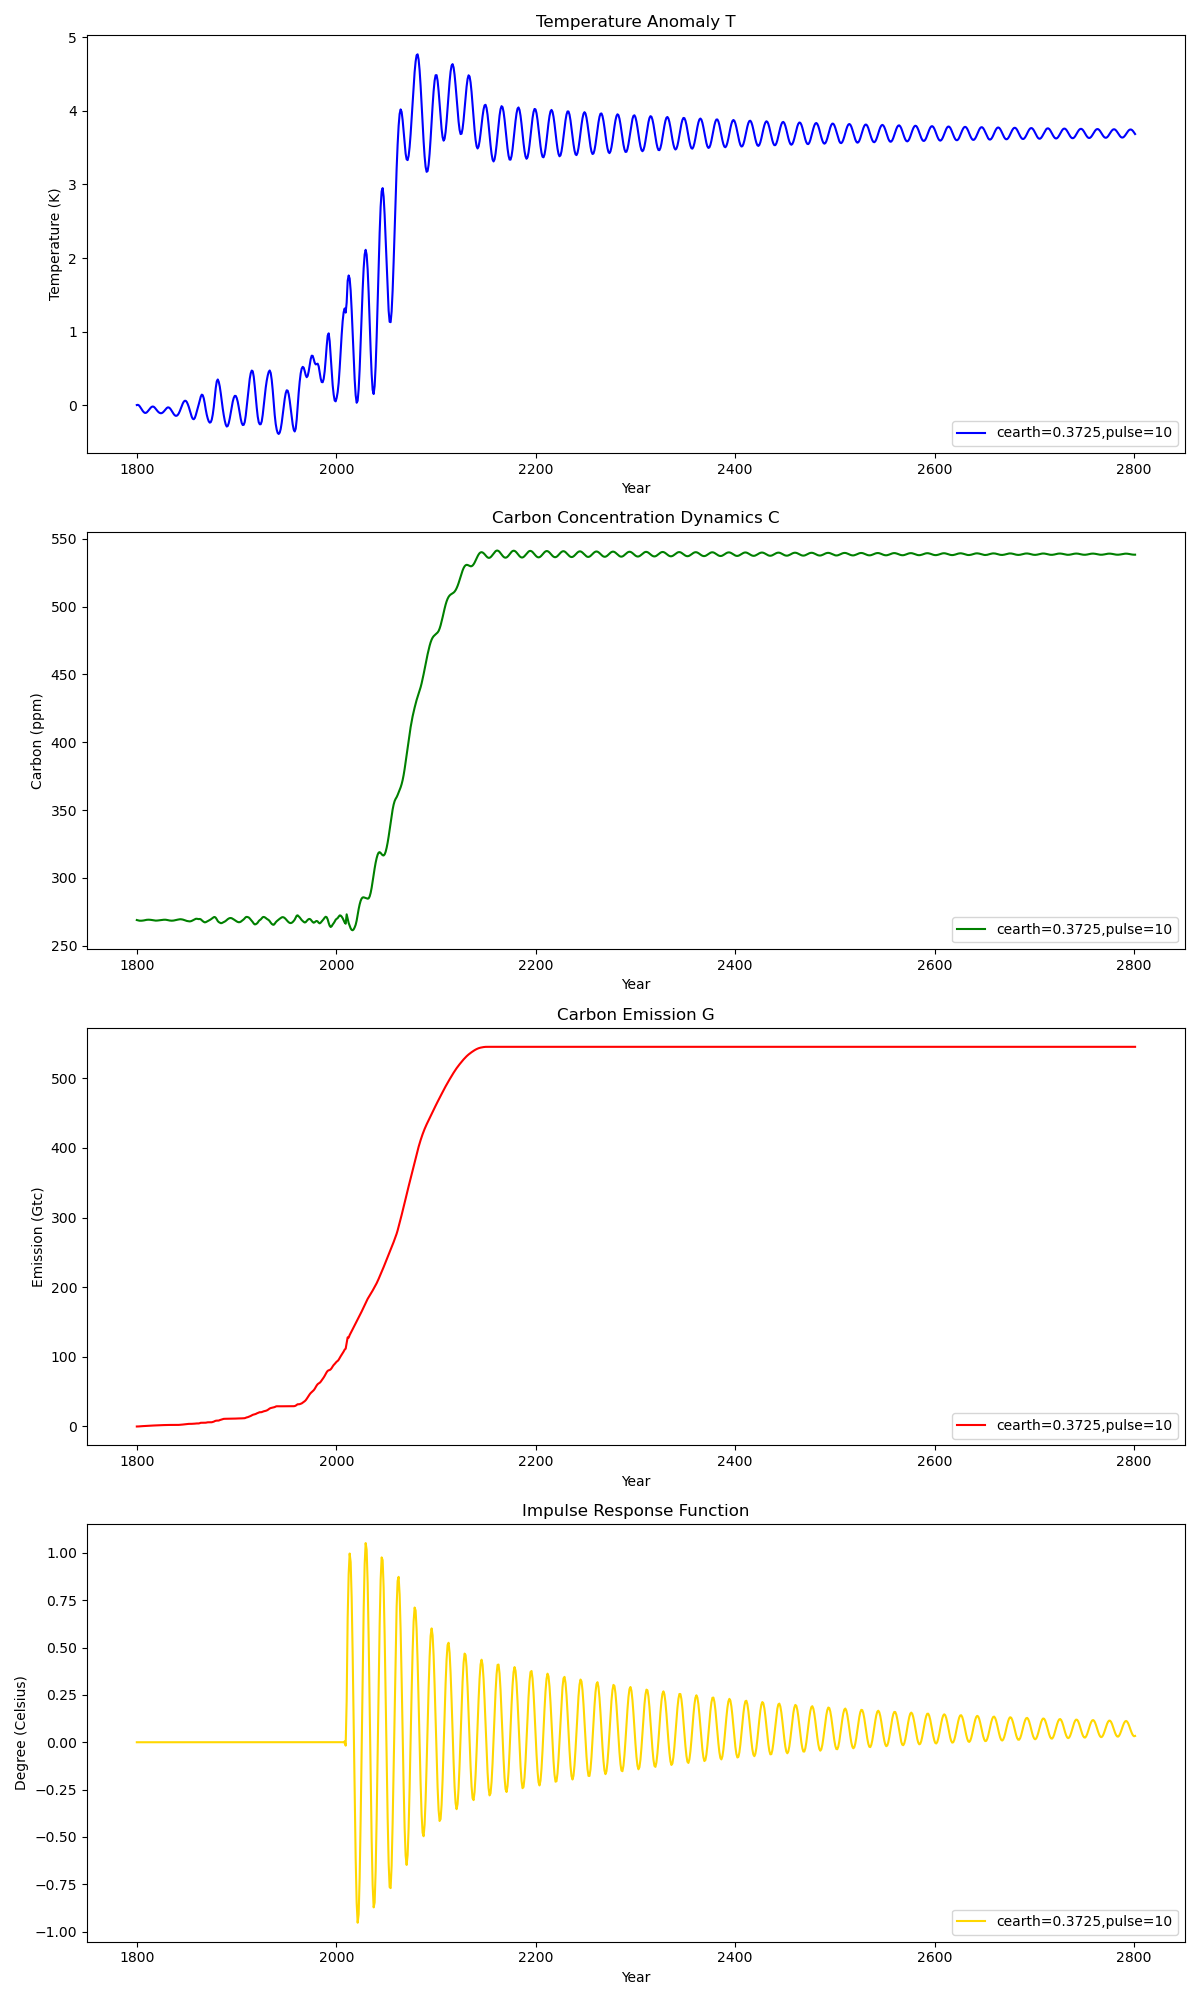 Temperature Anomaly T
5
4
3
2
1
0
Temperature (K)
cearth=0.3725,pulse=10
1800 2000 2200 2400 2600 2800
Year
Carbon Concentration Dynamics C
550
500
450
400
350
300
250
Carbon (ppm)
cearth=0.3725,pulse=10
1800 2000 2200 2400 2600 2800
Year
Carbon Emission G
500
400
300
200
100
0
Emission (Gtc)
cearth=0.3725,pulse=10
1800 2000 2200 2400 2600 2800
Year
Impulse Response Function
1.00
0.75
0.50
0.25
0.00
−0.25
−0.50
−0.75
−1.00
Degree (Celsius)
cearth=0.3725,pulse=10
1800 2000 2200 2400 2600 2800
Year